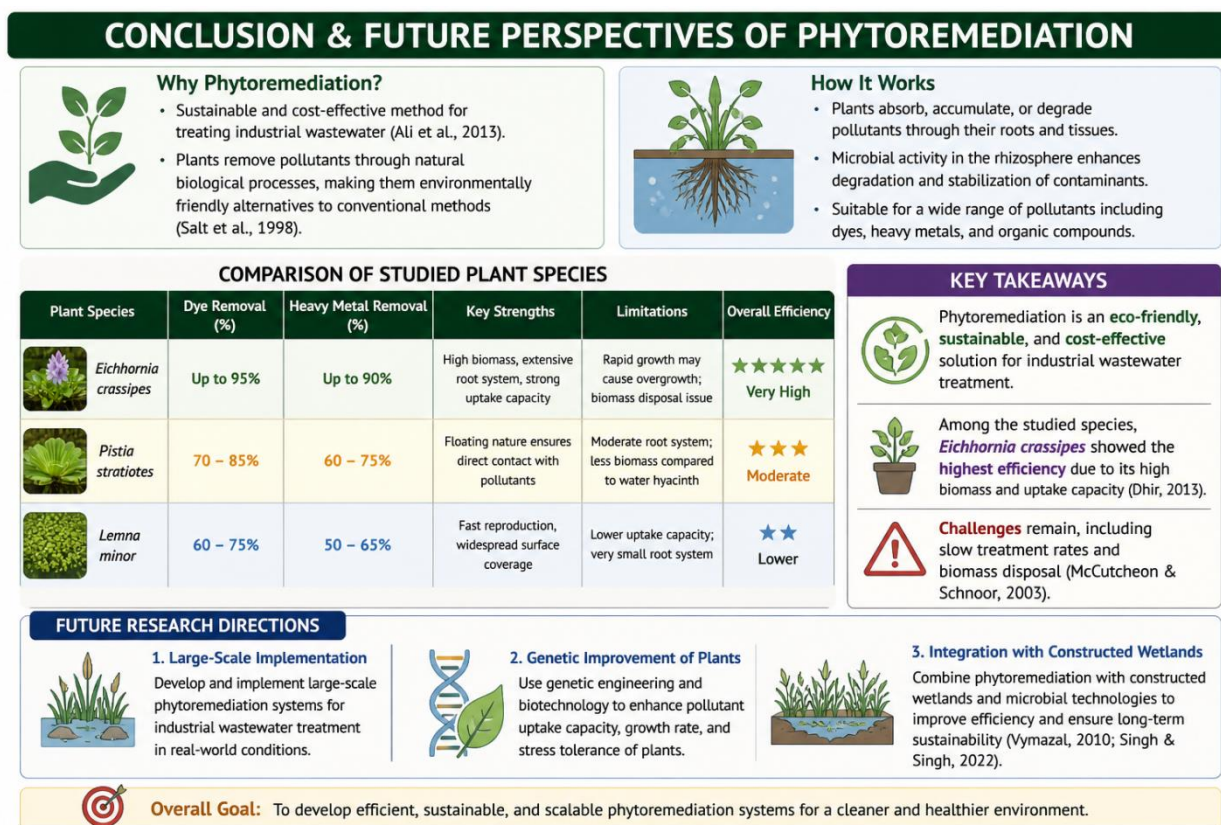 CONCLUSION & FUTURE PERSPECTIVES OF PHYTOREMEDIATION
Why Phytoremediation?
• Sustainable and cost-effective method for
treating industrial wastewater (Ali et al., 2013).
• Plants remove pollutants through natural
biological processes, making them environmentally
friendly alternatives to conventional methods
(Salt et al., 1998).
How It Works
• Plants absorb, accumulate, or degrade
pollutants through their roots and tissues.
• Microbial activity in the rhizosphere enhances
degradation and stabilization of contaminants.
• Suitable for a wide range of pollutants including
dyes, heavy metals, and organic compounds.
COMPARISON OF STUDIED PLANT SPECIES
Plant Species
Dye Removal
(%)
Heavy Metal Removal
(%)
Key Strengths
Limitations
Overall Efficiency
Eichhornia
crassipes
Up to 95%
Up to 90%
High biomass, extensive
root system, strong
uptake capacity
Rapid growth may
cause overgrowth;
biomass disposal issue
Very High
Pistia
stratiotes
70 – 85%
60 – 75%
Floating nature ensures
direct contact with
pollutants
Moderate root system;
less biomass compared
to water hyacinth
Moderate
Lemna
minor
60 – 75%
50 – 65%
Fast reproduction,
widespread surface
coverage
Lower uptake capacity;
very small root system
Lower
KEY TAKEAWAYS
Phytoremediation is an eco-friendly,
sustainable, and cost-effective
solution for industrial wastewater
treatment.
Among the studied species,
Eichhornia crassipes showed the
highest efficiency due to its high
biomass and uptake capacity (Dhir, 2013).
Challenges remain, including
slow treatment rates and
biomass disposal (McCutcheon &
Schnoor, 2003).
FUTURE RESEARCH DIRECTIONS
1. Large-Scale Implementation
Develop and implement large-scale
phytoremediation systems for
industrial wastewater treatment
in real-world conditions.
2. Genetic Improvement of Plants
Use genetic engineering and
biotechnology to enhance pollutant
uptake capacity, growth rate, and
stress tolerance of plants.
3. Integration with Constructed Wetlands
Combine phytoremediation with constructed
wetlands and microbial technologies to
improve efficiency and ensure long-term
sustainability (Vymazal, 2010; Singh &
Singh, 2022).
Overall Goal: To develop efficient, sustainable, and scalable phytoremediation systems for a cleaner and healthier environment.